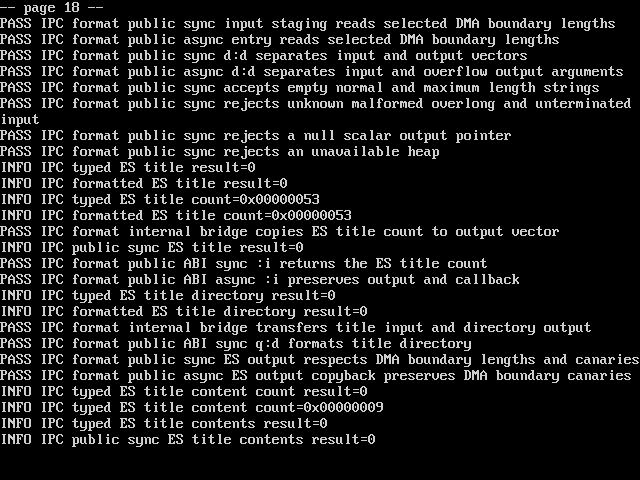 -- page 18 --
PASS IPC format public sync input staging reads selected DMA boundary lengths
PASS IPC format public async entry reads selected DMA boundary lengths
PASS IPC format public sync d:d separates input and output vectors
PASS IPC format public async d:d separates input and overflow output arguments
PASS IPC format public sync accepts empty normal and maximum length strings
PASS IPC format public sync rejects unknown malformed overlong and unterminated
input
PASS IPC format public sync rejects a null scalar output pointer
PASS IPC format public sync rejects an unavailable heap
INFO IPC typed ES title result=0
INFO IPC formatted ES title result=0
INFO IPC typed ES title count=0x00000053
INFO IPC formatted ES title count=0x00000053
PASS IPC format internal bridge copies ES title count to output vector
INFO IPC public sync ES title result=0
PASS IPC format public ABI sync :i returns the ES title count
PASS IPC format public ABI async :i preserves output and callback
INFO IPC typed ES title directory result=0
INFO IPC formatted ES title directory result=0
PASS IPC format internal bridge transfers title input and directory output
PASS IPC format public ABI sync q:d formats title directory
PASS IPC format public sync ES output respects DMA boundary lengths and canaries
PASS IPC format public async ES output copyback preserves DMA boundary canaries
INFO IPC typed ES title content count result=0
INFO IPC typed ES title content count=0x00000009
INFO IPC typed ES title contents result=0
INFO IPC public sync ES title contents result=0